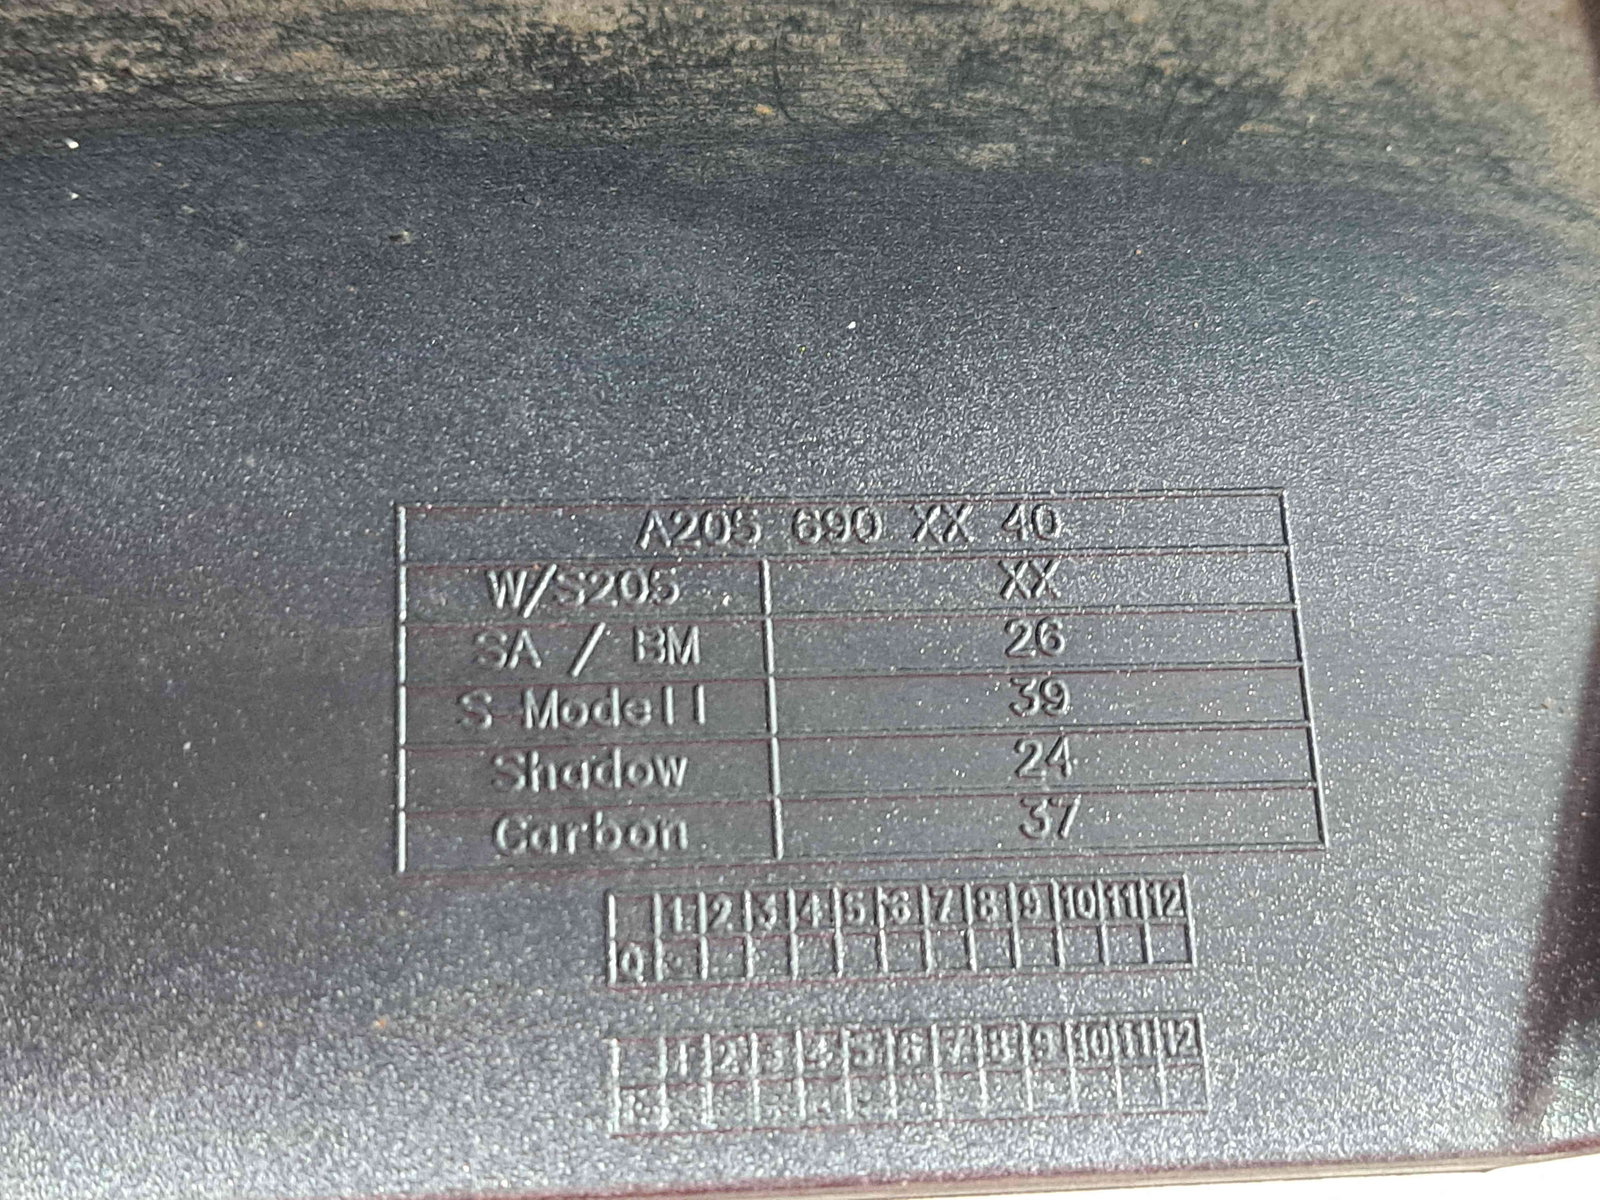 A205 690 XX 40
W/S205 XX
SA / BM 26
S-Modell 39
Shadow 24
Carbon 37
1 2 3 4 5 6 7 8 9 10 11 12
Q
1 2 3 4 5 6 7 8 9 10 11 12